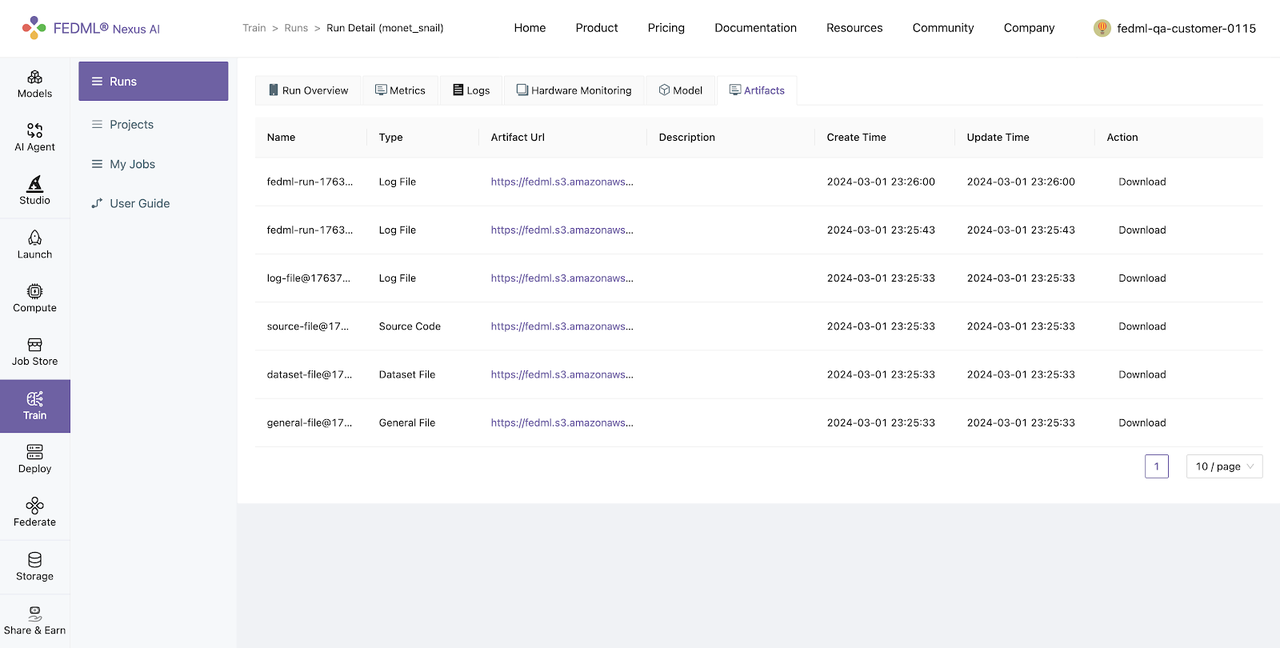 FEDML® Nexus AI
Train > Runs > Run Detail (monet_snail)
Home Product Pricing Documentation Resources Community Company
fedml-qa-customer-0115
Models
AI Agent
Studio
Launch
Compute
Job Store
Train
Deploy
Federate
Storage
Share & Earn
Runs
Projects
My Jobs
User Guide
Run Overview Metrics Logs Hardware Monitoring Model Artifacts
Name Type Artifact Url Description Create Time Update Time Action
fedml-run-1763... Log File https://fedml.s3.amazonaws... 2024-03-01 23:26:00 2024-03-01 23:26:00 Download
fedml-run-1763... Log File https://fedml.s3.amazonaws... 2024-03-01 23:25:43 2024-03-01 23:25:43 Download
log-file@17637... Log File https://fedml.s3.amazonaws... 2024-03-01 23:25:33 2024-03-01 23:25:33 Download
source-file@17... Source Code https://fedml.s3.amazonaws... 2024-03-01 23:25:33 2024-03-01 23:25:33 Download
dataset-file@17... Dataset File https://fedml.s3.amazonaws... 2024-03-01 23:25:33 2024-03-01 23:25:33 Download
general-file@17... General File https://fedml.s3.amazonaws... 2024-03-01 23:25:33 2024-03-01 23:25:33 Download
1 10 / page